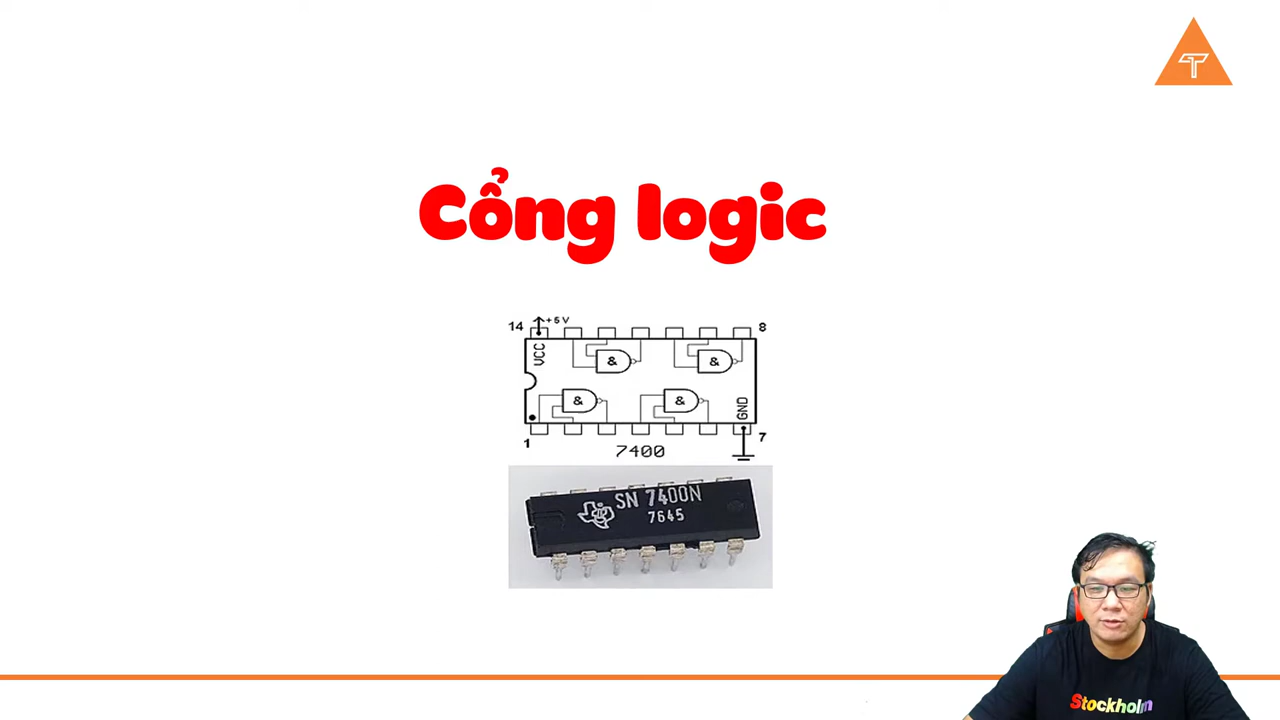 Cổng logic
14 +5V 8
VCC
& &
& &
GND
1 7
7400
SN 7400N
7645
Stockholm